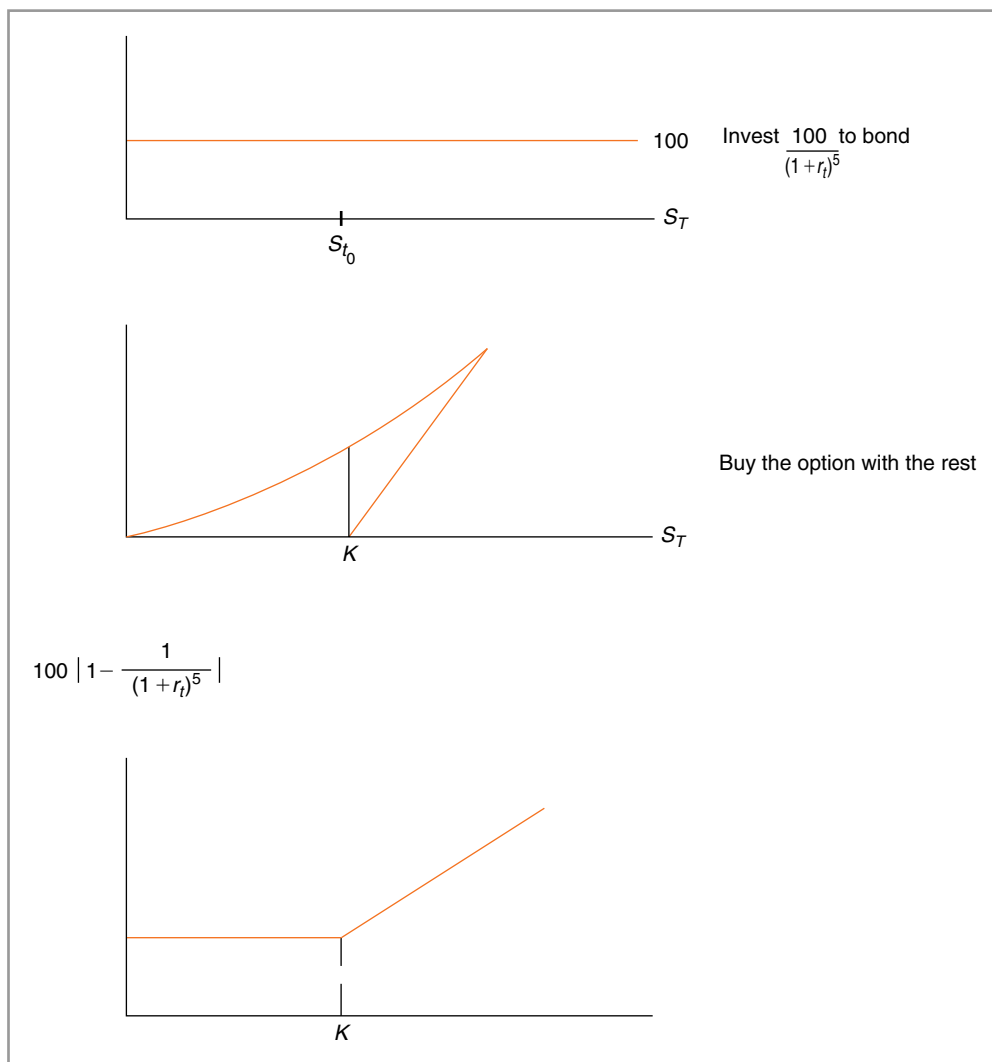 100
Invest 100/(1+r_t)^5 to bond
S_T
S_{t_0}
Buy the option with the rest
S_T
K
100 | 1 − 1/(1+r_t)^5 |
K